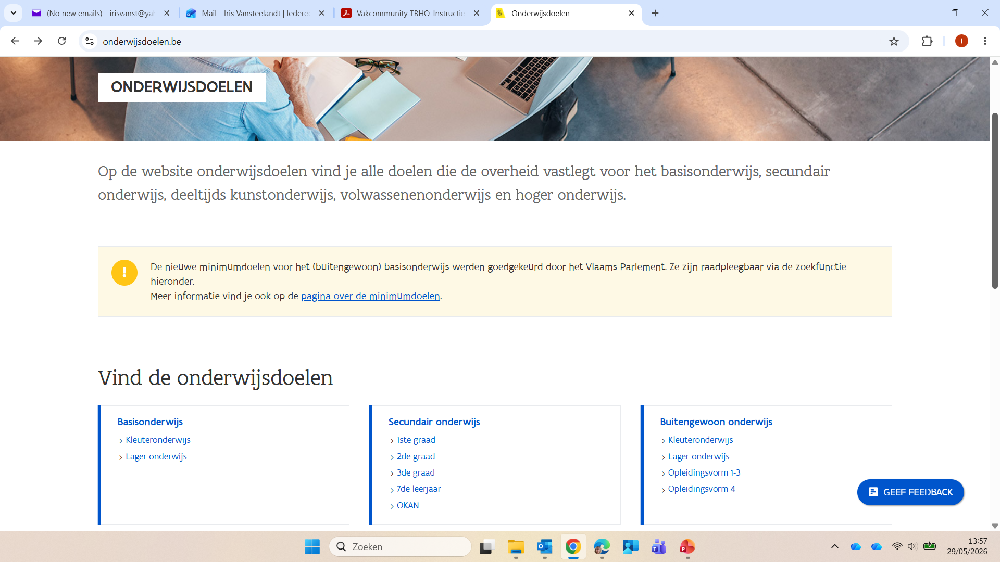 (No new emails) - irisvanst@yah
Mail - Iris Vansteelandt | Iederee
Vakcommunity TBHO_Instructie
Onderwijsdoelen
onderwijsdoelen.be
I
ONDERWIJSDOELEN
Op de website onderwijsdoelen vind je alle doelen die de overheid vastlegt voor het basisonderwijs, secundair
onderwijs, deeltijds kunstonderwijs, volwassenenonderwijs en hoger onderwijs.
De nieuwe minimumdoelen voor het (buitengewoon) basisonderwijs werden goedgekeurd door het Vlaams Parlement. Ze zijn raadpleegbaar via de zoekfunctie
hieronder.
Meer informatie vind je ook op de pagina over de minimumdoelen.
Vind de onderwijsdoelen
Basisonderwijs
Kleuteronderwijs
Lager onderwijs
Secundair onderwijs
1ste graad
2de graad
3de graad
7de leerjaar
OKAN
Buitengewoon onderwijs
Kleuteronderwijs
Lager onderwijs
Opleidingsvorm 1-3
Opleidingsvorm 4
GEEF FEEDBACK
Zoeken
13:57
29/05/2026